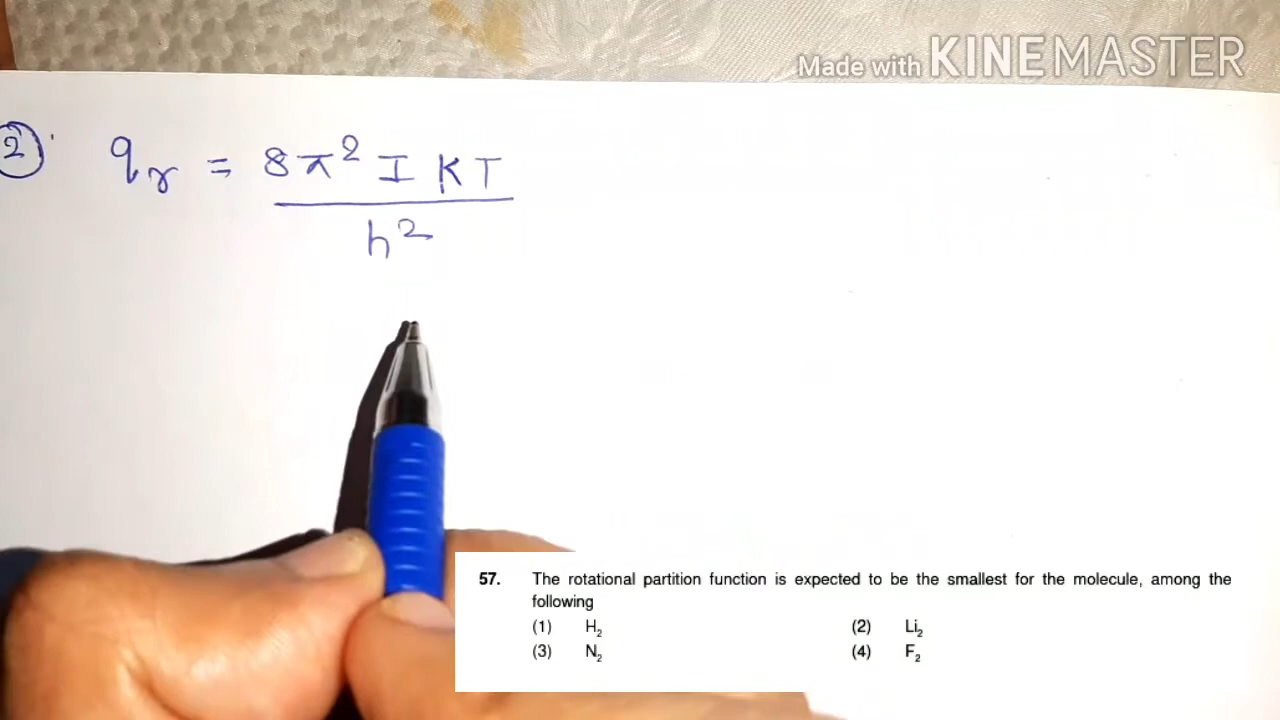 Made with KINEMASTER
2) qr = 8π² I KT
h²
57. The rotational partition function is expected to be the smallest for the molecule, among the
following
(1) H₂ (2) Li₂
(3) N₂ (4) F₂